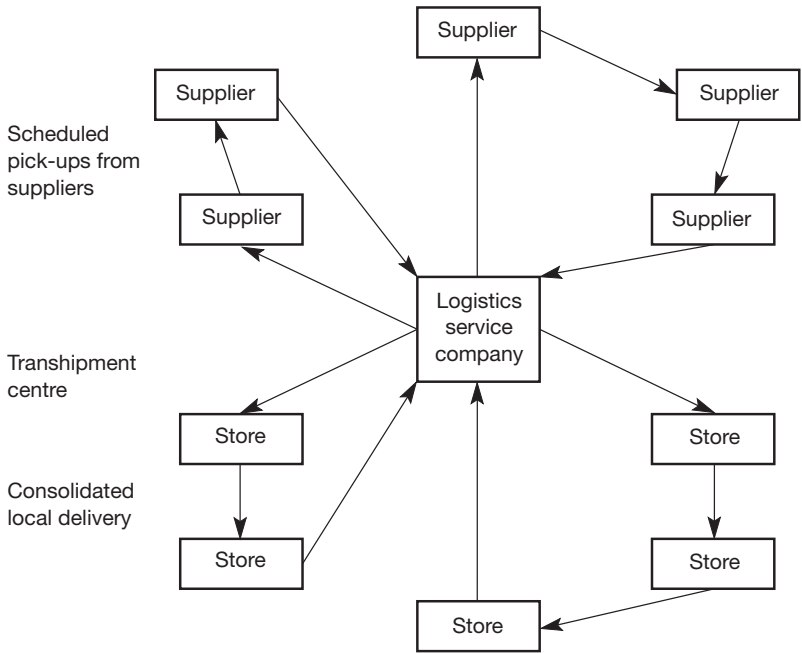 Supplier
Supplier
Supplier
Scheduled
pick-ups from
suppliers
Supplier
Supplier
Logistics
service
company
Transhipment
centre
Store
Store
Consolidated
local delivery
Store
Store
Store